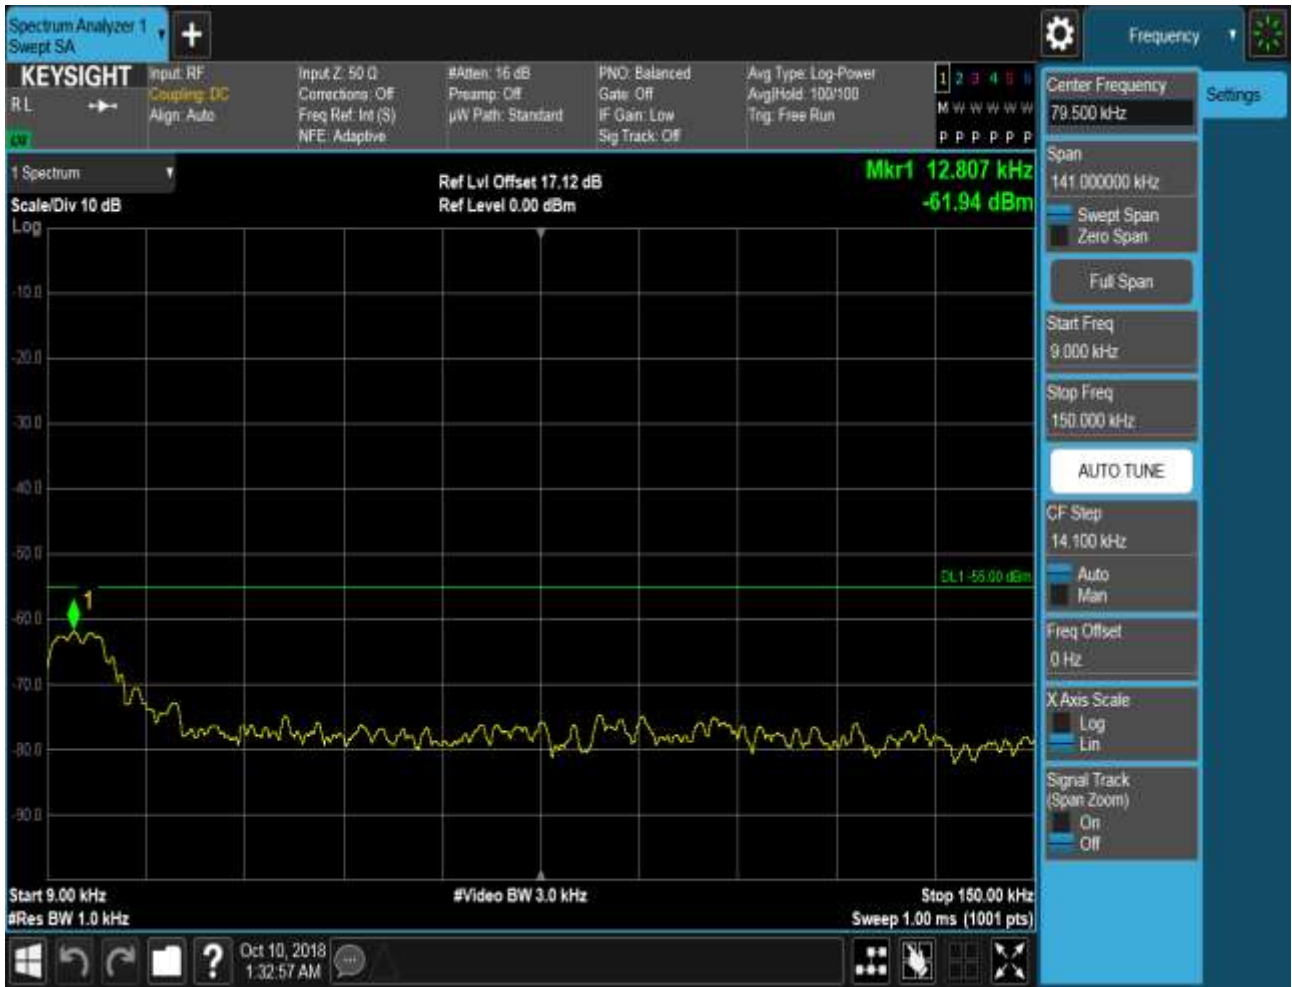 Spectrum Analyzer 1
Swept SA
Frequency
KEYSIGHT
RL
Input: RF
Coupling: DC
Align: Auto
Input Z: 50 Ω
Corrections: Off
Freq Ref: Int (S)
NFE: Adaptive
#Atten: 16 dB
Preamp: Off
µW Path: Standard
PNO: Balanced
Gate: Off
IF Gain: Low
Sig Track: Off
Avg Type: Log-Power
Avg|Hold: 100/100
Trig: Free Run
1 2 3 4 5 6
M W W W W W
P P P P P P
1 Spectrum
Scale/Div 10 dB
Ref Lvl Offset 17.12 dB
Ref Level 0.00 dBm
Mkr1 12.807 kHz
-61.94 dBm
Log
-10.0
-20.0
-30.0
-40.0
-50.0
-60.0
-70.0
-80.0
-90.0
DL1 -55.00 dBm
1
Start 9.00 kHz
#Res BW 1.0 kHz
#Video BW 3.0 kHz
Stop 150.00 kHz
Sweep 1.00 ms (1001 pts)
Center Frequency
79.500 kHz
Settings
Span
141.000000 kHz
Swept Span
Zero Span
Full Span
Start Freq
9.000 kHz
Stop Freq
150.000 kHz
AUTO TUNE
CF Step
14.100 kHz
Auto
Man
Freq Offset
0 Hz
X Axis Scale
Log
Lin
Signal Track
(Span Zoom)
On
Off
?
Oct 10, 2018
1:32:57 AM